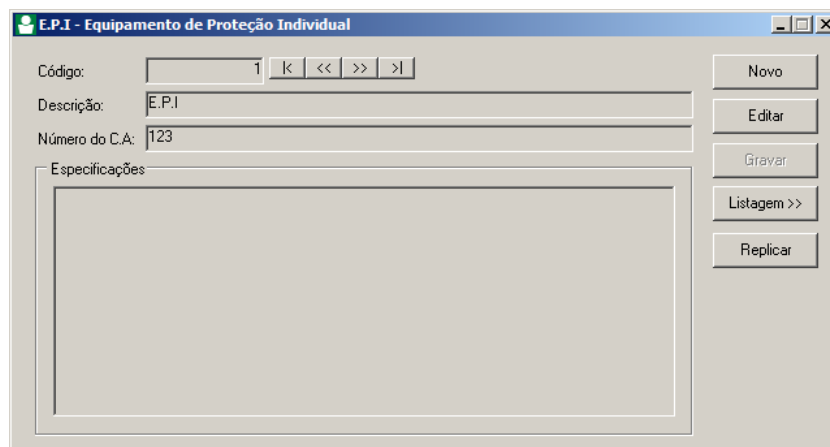 E.P.I - Equipamento de Proteção Individual
Código: 1 |< << >> >|
Novo
Descrição: E.P.I
Editar
Número do C.A: 123
Gravar
Especificações
Listagem >>
Replicar